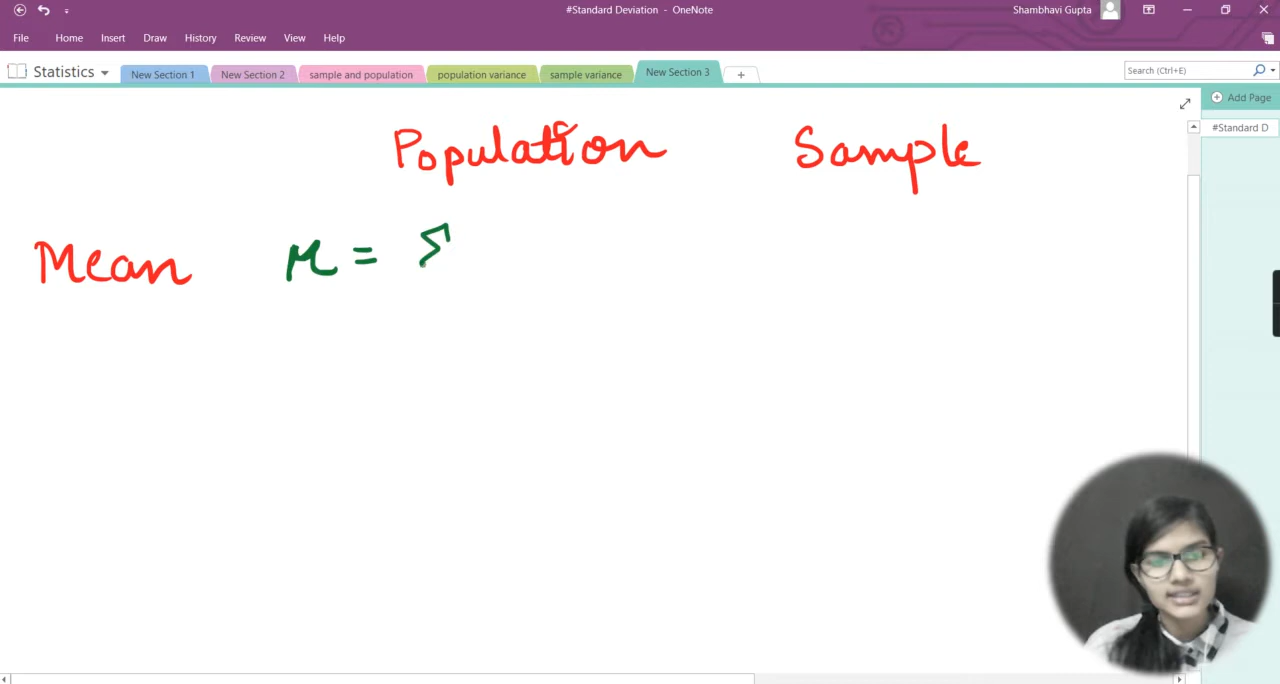 #Standard Deviation - OneNote
Shambhavi Gupta
File Home Insert Draw History Review View Help
Statistics
New Section 1
New Section 2
sample and population
population variance
sample variance
New Section 3
+
Search (Ctrl+E)
Add Page
#Standard D
Population Sample
Mean μ = Σ